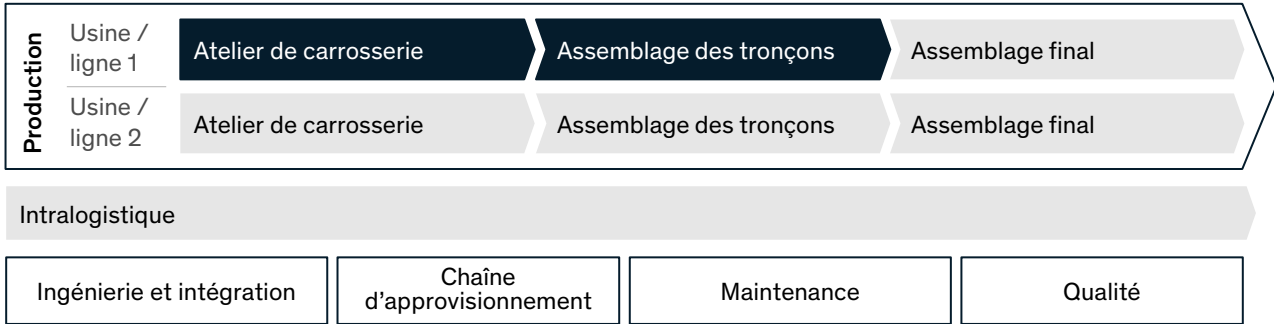 Production
Usine /
ligne 1
Atelier de carrosserie
Assemblage des tronçons
Assemblage final
Usine /
ligne 2
Atelier de carrosserie
Assemblage des tronçons
Assemblage final
Intralogistique
Ingénierie et intégration
Chaîne
d’approvisionnement
Maintenance
Qualité